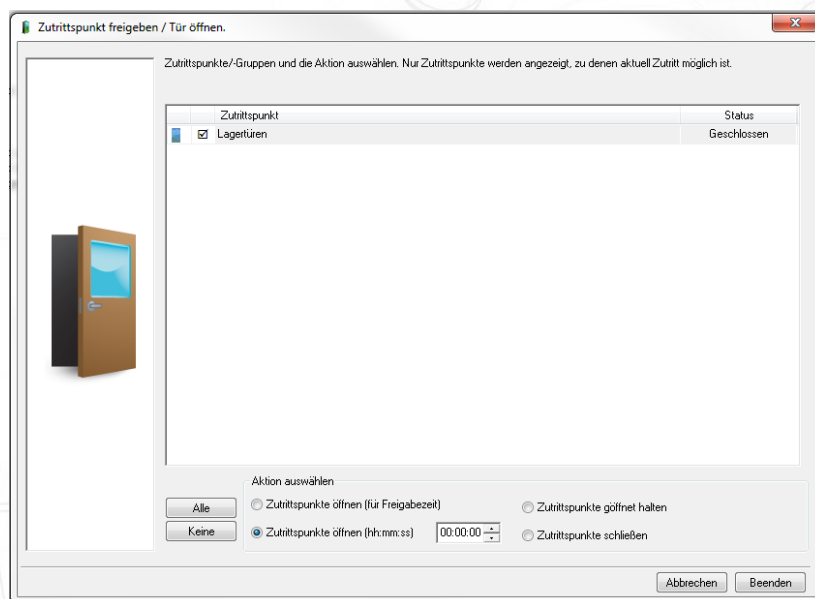 Zutrittspunkt freigeben / Tür öffnen.
Zutrittspunkte/-Gruppen und die Aktion auswählen. Nur Zutrittspunkte werden angezeigt, zu denen aktuell Zutritt möglich ist.
Zutrittspunkt Status
Lagertüren Geschlossen
Aktion auswählen
Alle Zutrittspunkte öffnen (für Freigabezeit) Zutrittspunkte göffnet halten
Keine Zutrittspunkte öffnen (hh:mm:ss) 00:00:00 Zutrittspunkte schließen
Abbrechen Beenden